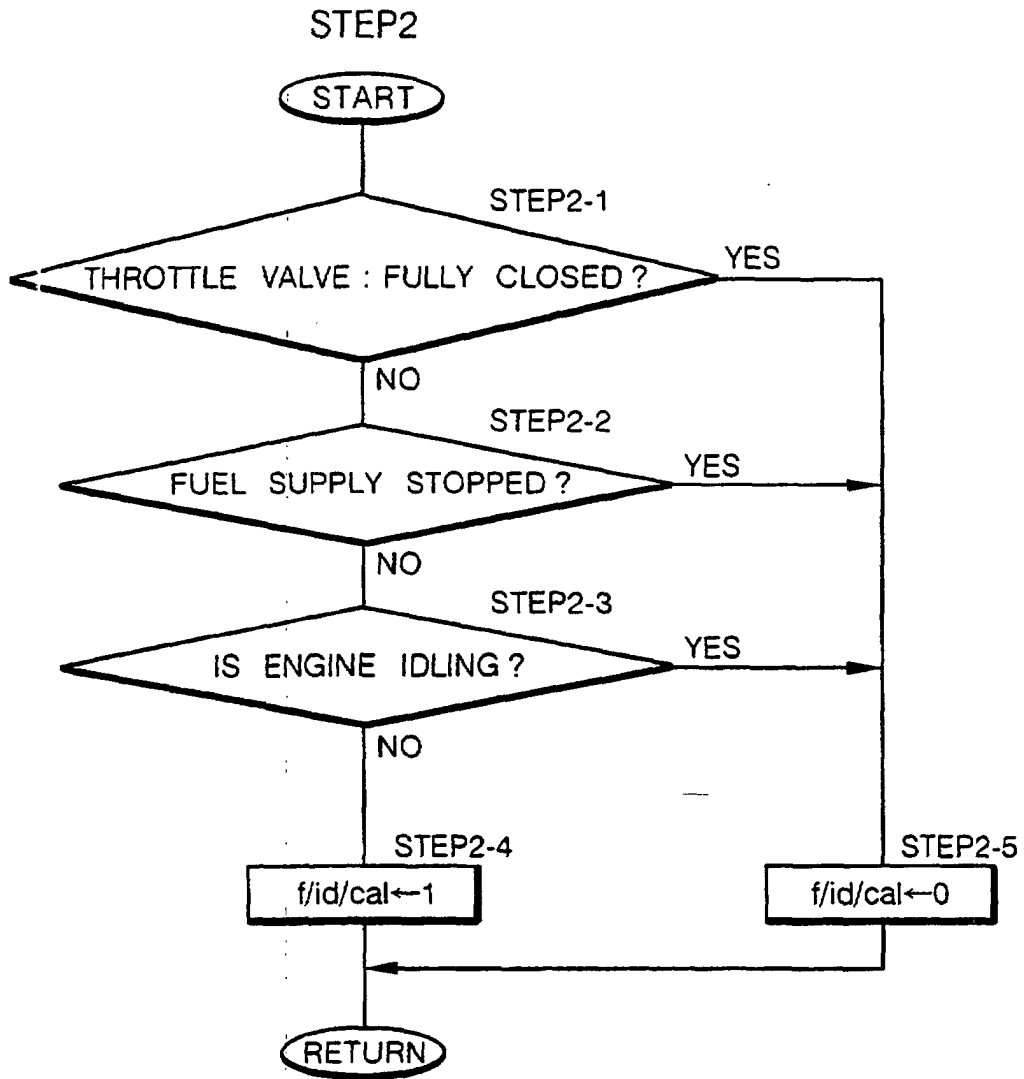 STEP2
START
STEP2-1
THROTTLE VALVE : FULLY CLOSED ?
YES
NO
STEP2-2
FUEL SUPPLY STOPPED ?
YES
NO
STEP2-3
IS ENGINE IDLING ?
YES
NO
STEP2-4
f/id/cal←1
STEP2-5
f/id/cal←0
RETURN